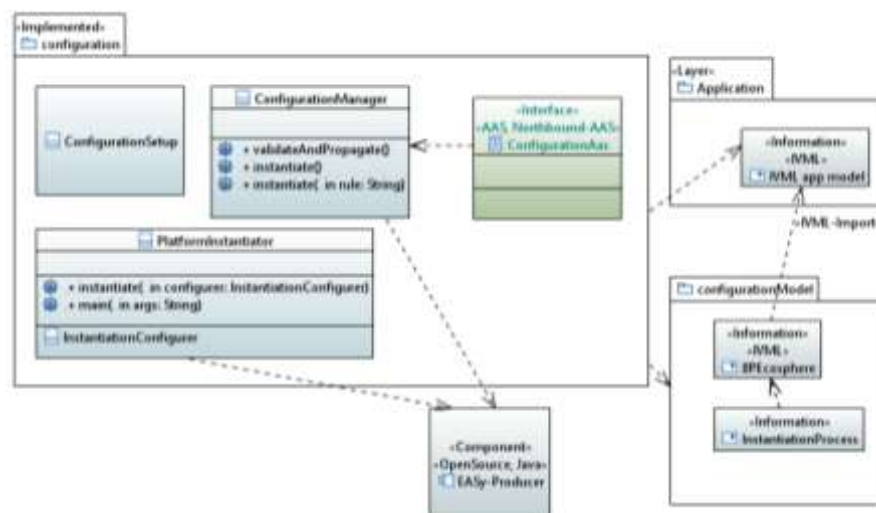 «Implemented»
configuration
ConfigurationSetup
ConfigurationManager
+ validateAndPropagate()
+ instantiate()
+ instantiate( in rule: String)
«Interface»
«AAS, Northbound-AAS»
ConfigurationAas
PlatformInstantiator
+ instantiate( in configurer: InstantiationConfigurer)
+ main( in args: String)
InstantiationConfigurer
«Component»
«OpenSource, Java»
EASy-Producer
«Layer»
Application
«Information»
«IVML»
IVML app model
«IVML-Import»
configurationModel
«Information»
«IVML»
IIPEcosphere
«Information»
InstantiationProcess